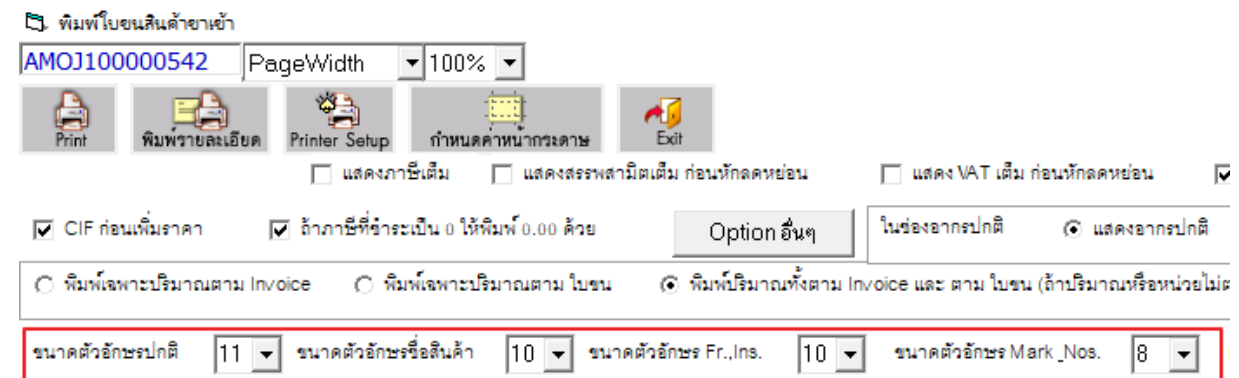 พิมพ์ใบขนสินค้าขาเข้า
AMOJ100000542 PageWidth 100%
Print พิมพ์รายละเอียด Printer Setup กำหนดค่าหน้ากระดาษ Exit
แสดงภาษีเต็ม แสดงสรรพสามิตเต็ม ก่อนหักลดหย่อน แสดง VAT เต็ม ก่อนหักลดหย่อน
CIF ก่อนเพิ่มราคา ถ้าภาษีที่ชำระเป็น 0 ให้พิมพ์ 0.00 ด้วย Option อื่นๆ ในช่องอากรปกติ แสดงอากรปกติ
พิมพ์เฉพาะปริมาณตาม Invoice พิมพ์เฉพาะปริมาณตาม ใบขน พิมพ์ปริมาณทั้งตาม Invoice และ ตาม ใบขน (ถ้าปริมาณหรือหน่วยไม่ต
ขนาดตัวอักษรปกติ 11 ขนาดตัวอักษรชื่อสินค้า 10 ขนาดตัวอักษร Fr.,Ins. 10 ขนาดตัวอักษร Mark_Nos. 8